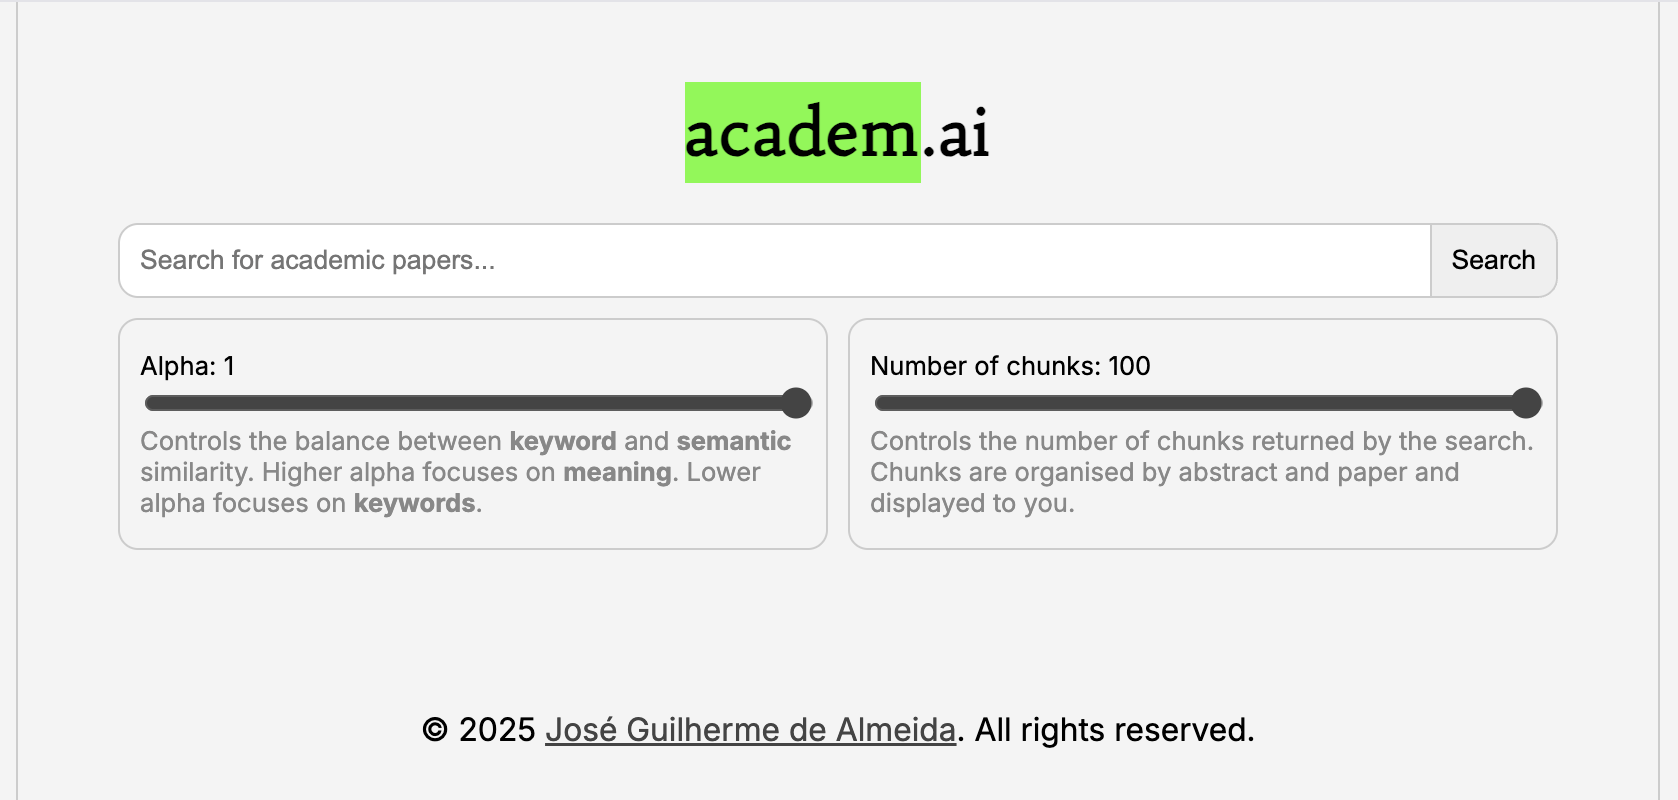 academ.ai
Search for academic papers...
Search
Alpha: 1
Controls the balance between keyword and semantic
similarity. Higher alpha focuses on meaning. Lower
alpha focuses on keywords.
Number of chunks: 100
Controls the number of chunks returned by the search.
Chunks are organised by abstract and paper and
displayed to you.
© 2025 José Guilherme de Almeida. All rights reserved.